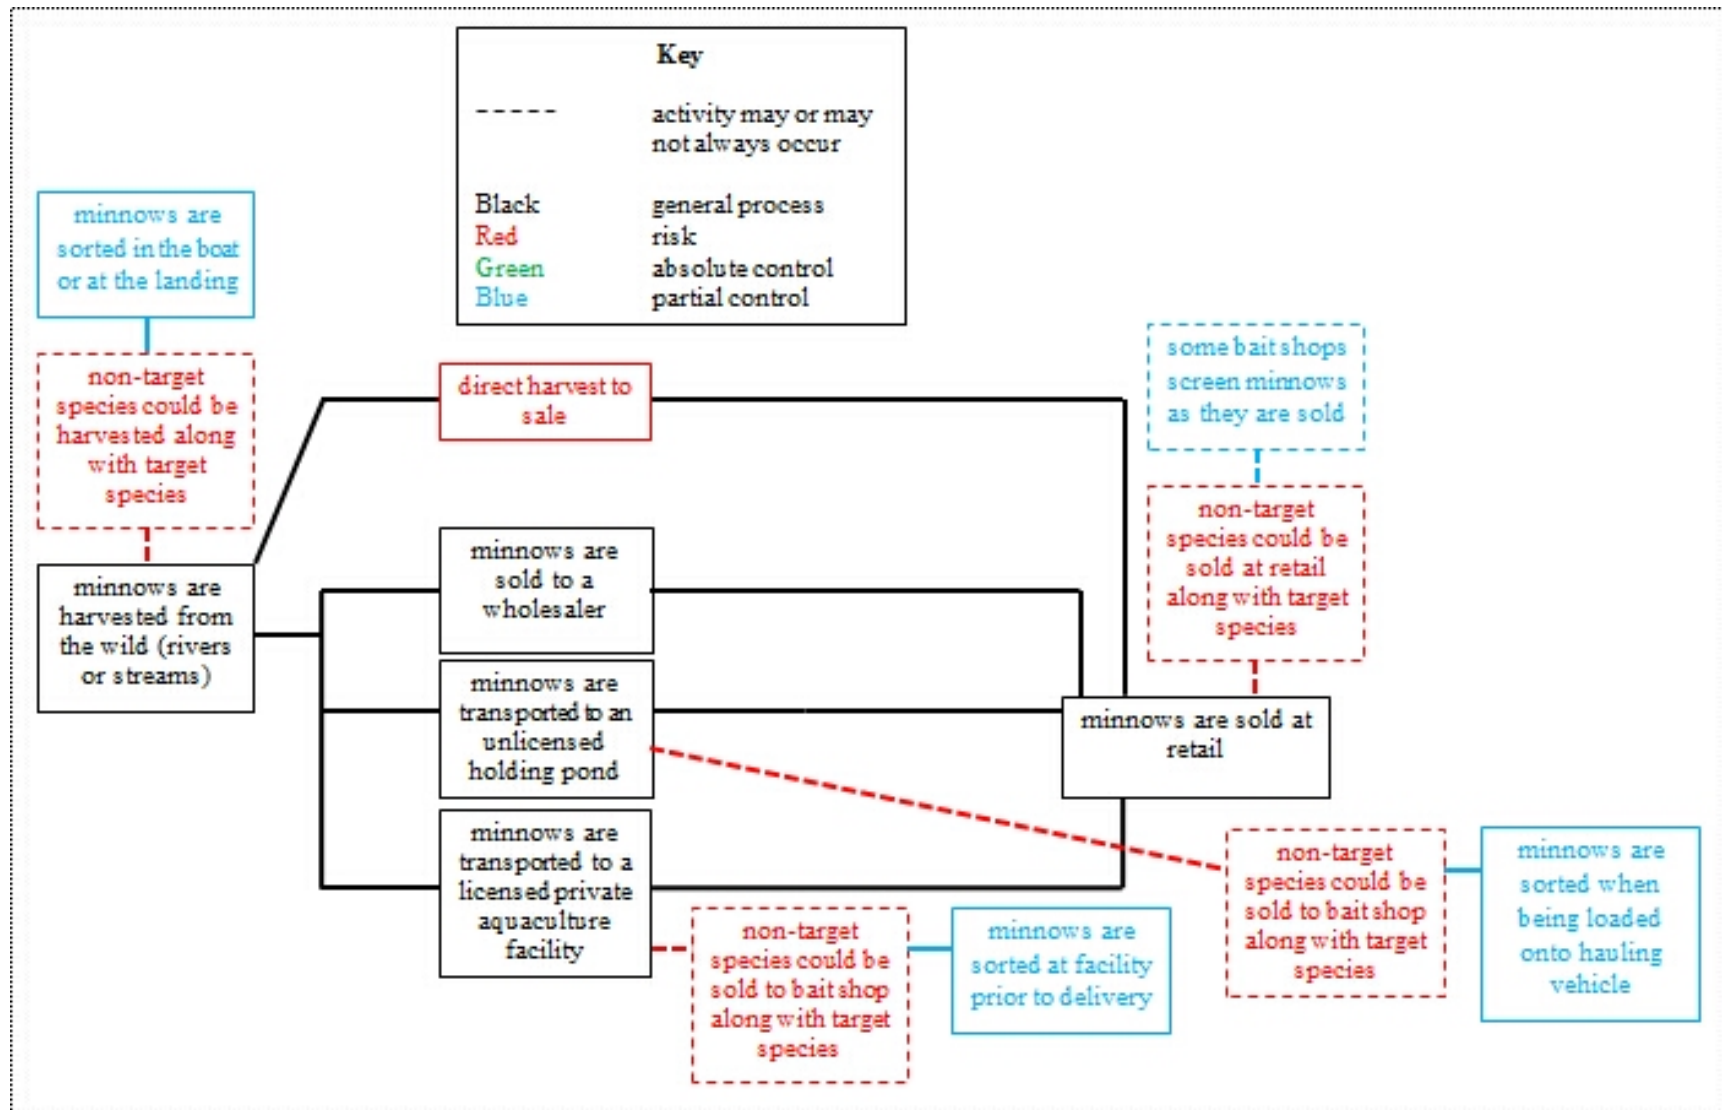 Key
----- activity may or may
not always occur
Black general process
Red risk
Green absolute control
Blue partial control
minnows are
sorted in the boat
or at the landing
non-target
species could be
harvested along
with target
species
minnows are
harvested from
the wild (rivers
or streams)
direct harvest to
sale
minnows are
sold to a
wholesaler
minnows are
transported to an
unlicensed
holding pond
minnows are
transported to a
licensed private
aquaculture
facility
non-target
species could be
sold to bait shop
along with target
species
minnows are
sorted at facility
prior to delivery
some bait shops
screen minnows
as they are sold
non-target
species could be
sold at retail
along with target
species
minnows are sold at
retail
non-target
species could be
sold to bait shop
along with target
species
minnows are
sorted when
being loaded
onto hauling
vehicle